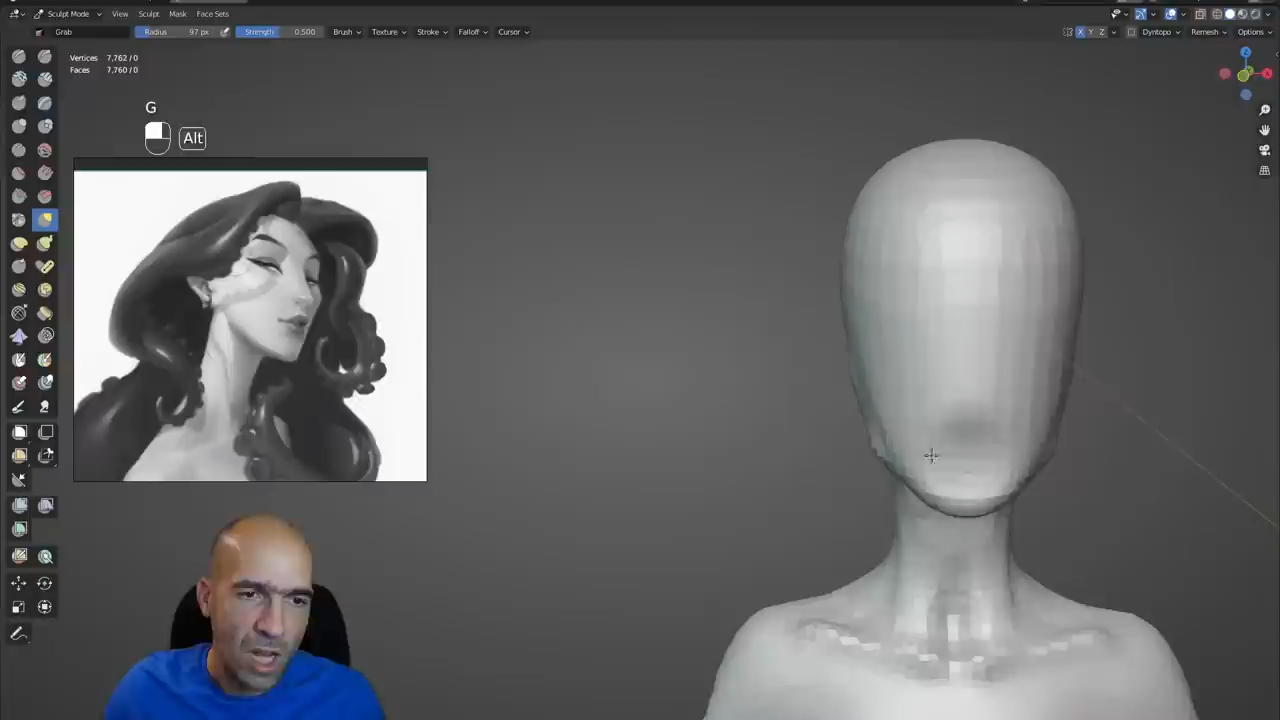 Sculpt Mode View Sculpt Mask Face Sets
Grab Radius 97 px Strength 0.500 Brush Texture Stroke Falloff Cursor X Y Z Dyntopo Remesh Options
Vertices 7,762 / 0
Faces 7,760 / 0
G
Alt
Z
X